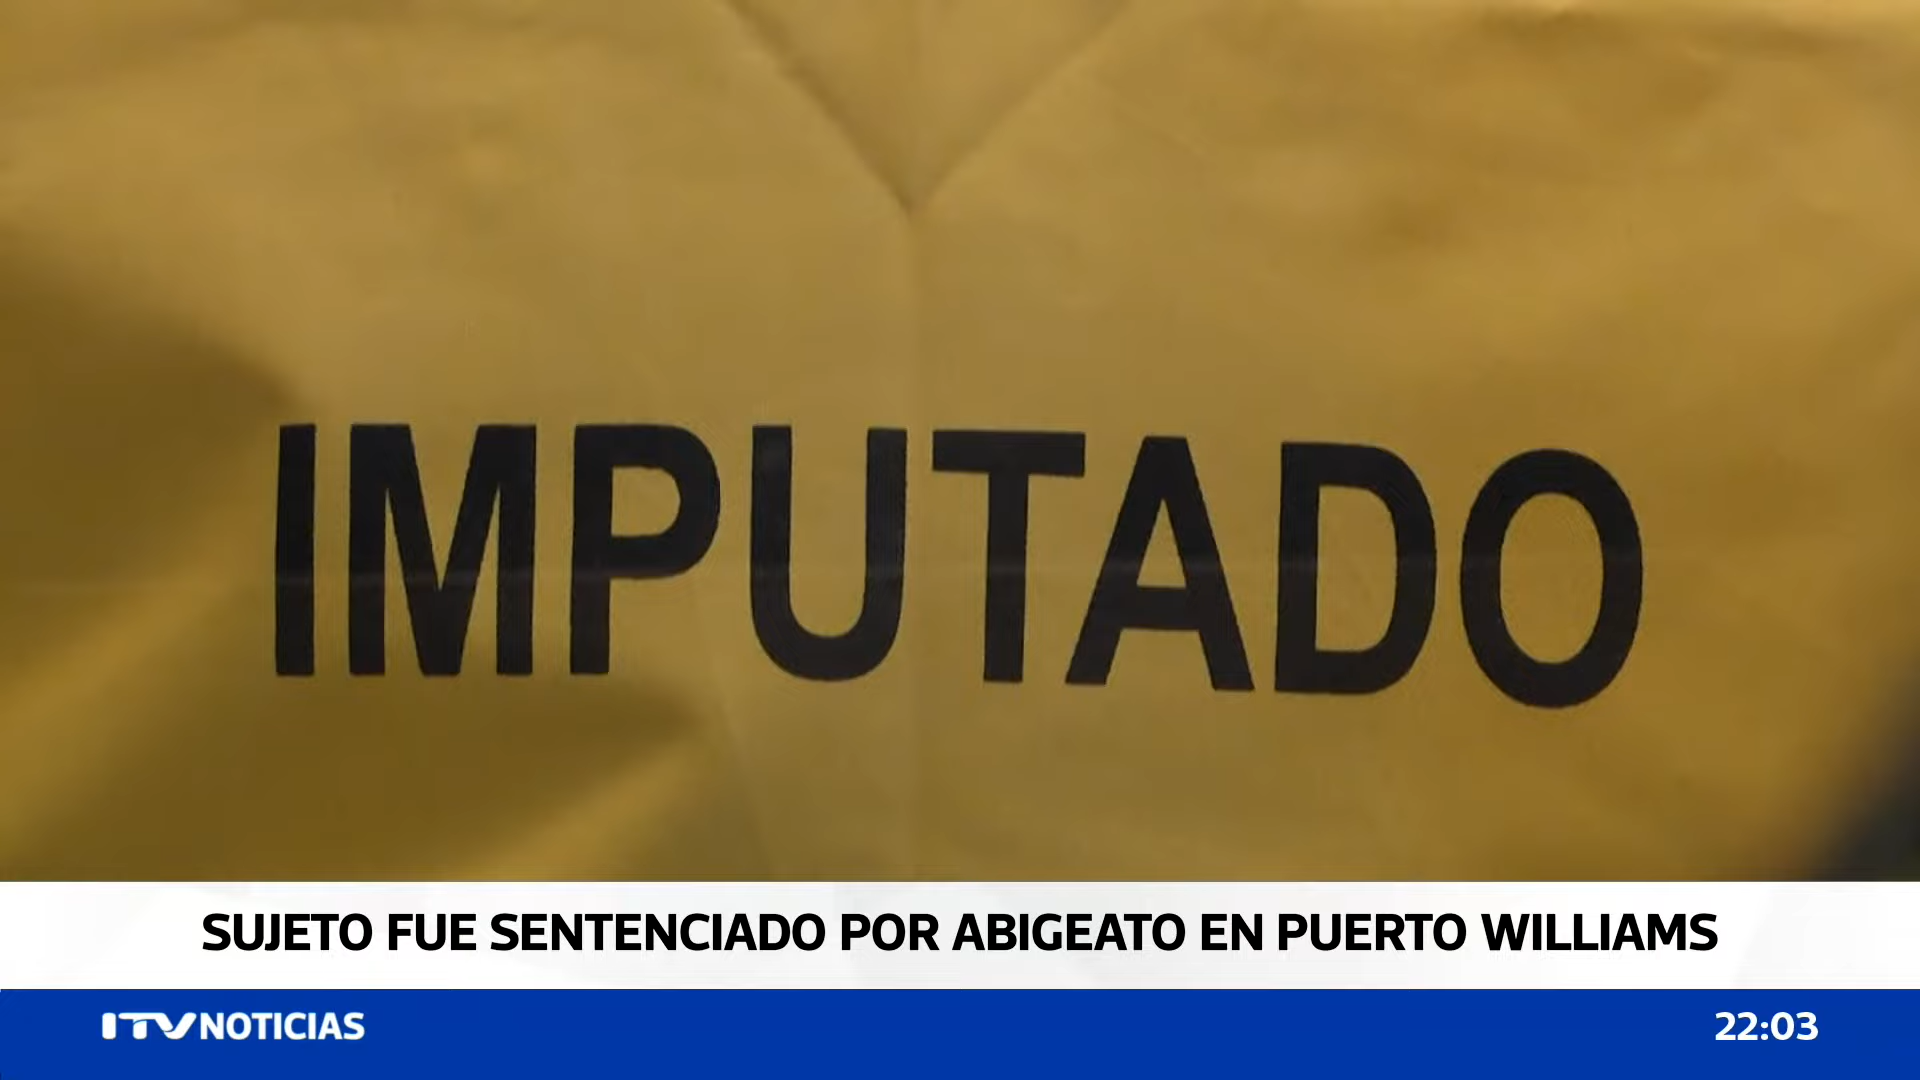 IMPUTADO
SUJETO FUE SENTENCIADO POR ABIGEATO EN PUERTO WILLIAMS
ITV NOTICIAS
22:03